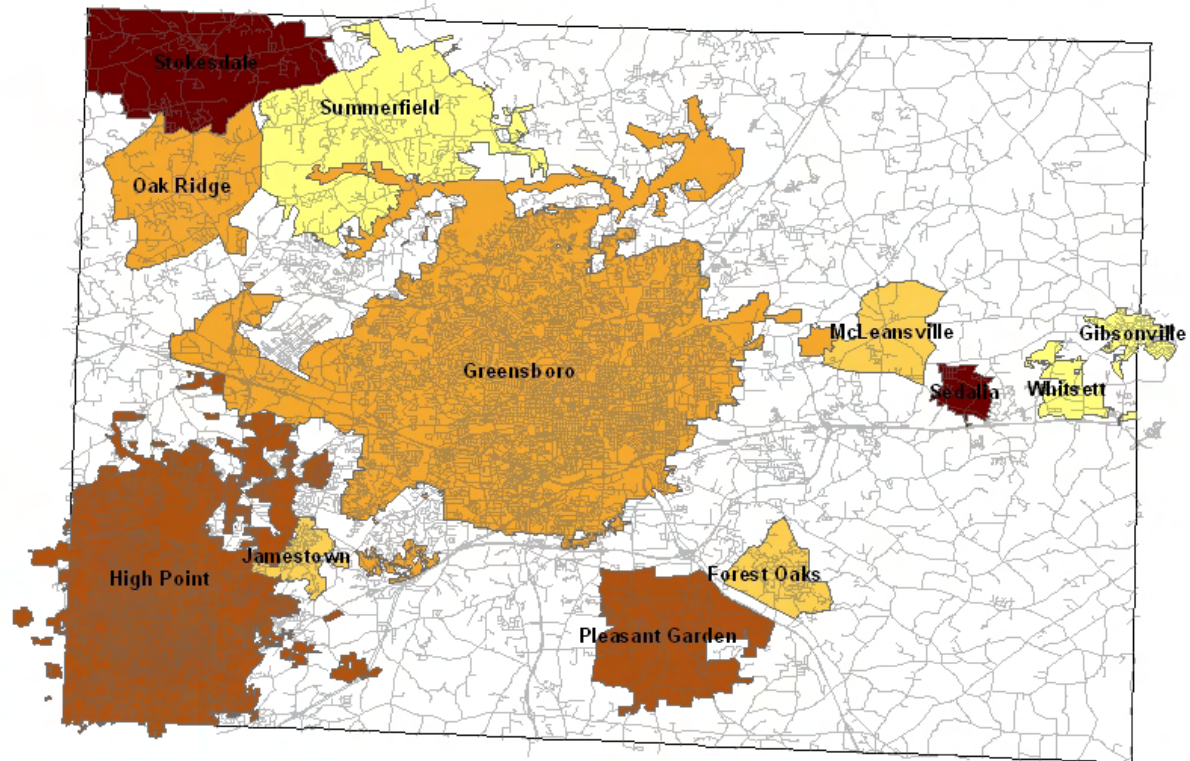 Stokesdale
Summerfield
Oak Ridge
McLeansville
Gibsonville
Greensboro
Sedalia
Whitsett
Jamestown
High Point
Forest Oaks
Pleasant Garden